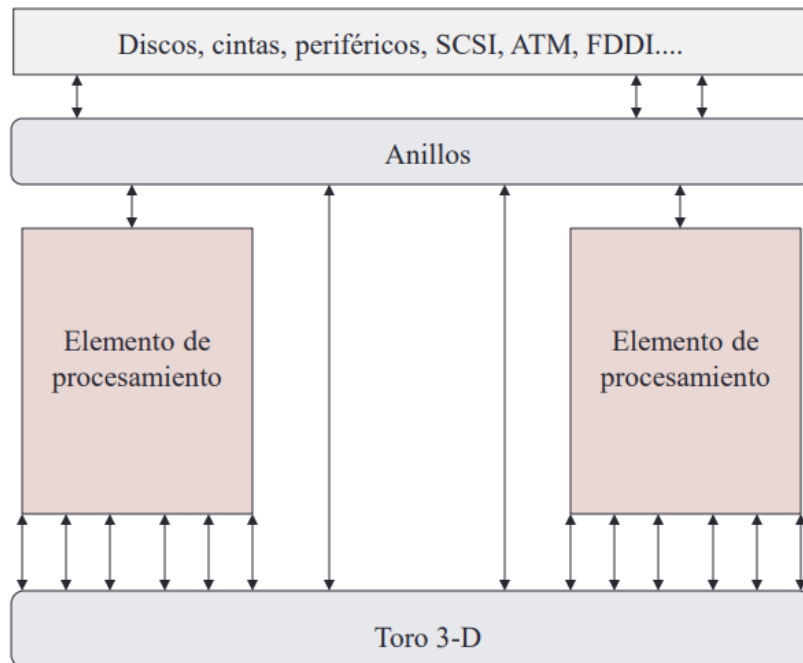 Discos, cintas, periféricos, SCSI, ATM, FDDI....
Anillos
Elemento de
procesamiento
Elemento de
procesamiento
Toro 3-D